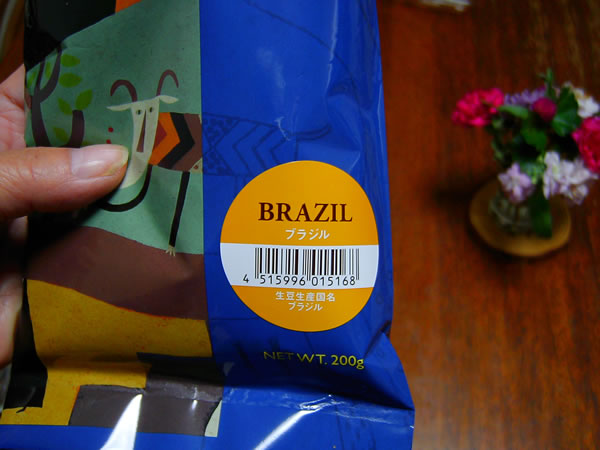 BRAZIL
ブラジル
4 515996 015168
生豆生産国名
ブラジル
NET WT. 200g